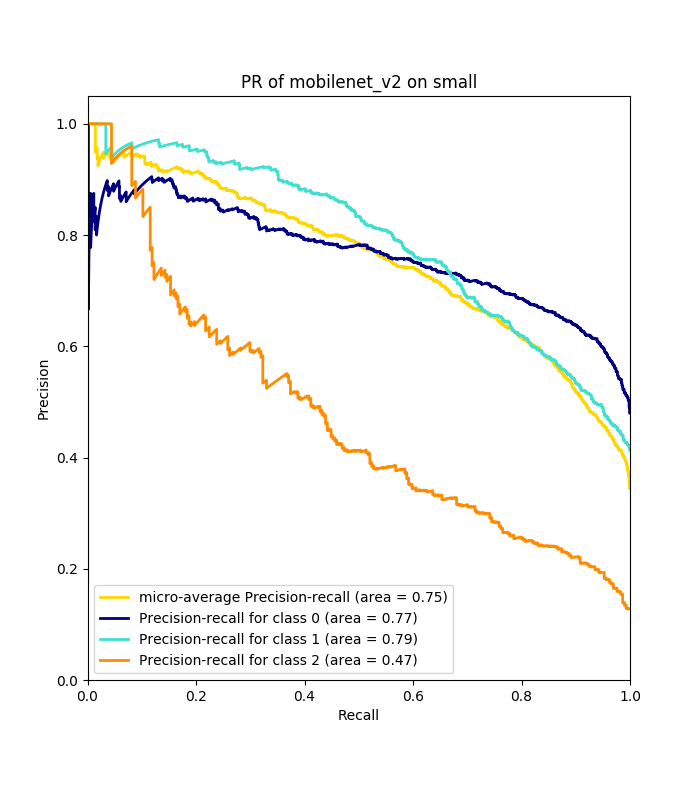 PR of mobilenet_v2 on small
Precision
1.0
0.8
0.6
0.4
0.2
0.0
micro-average Precision-recall (area = 0.75)
Precision-recall for class 0 (area = 0.77)
Precision-recall for class 1 (area = 0.79)
Precision-recall for class 2 (area = 0.47)
0.0 0.2 0.4 0.6 0.8 1.0
Recall